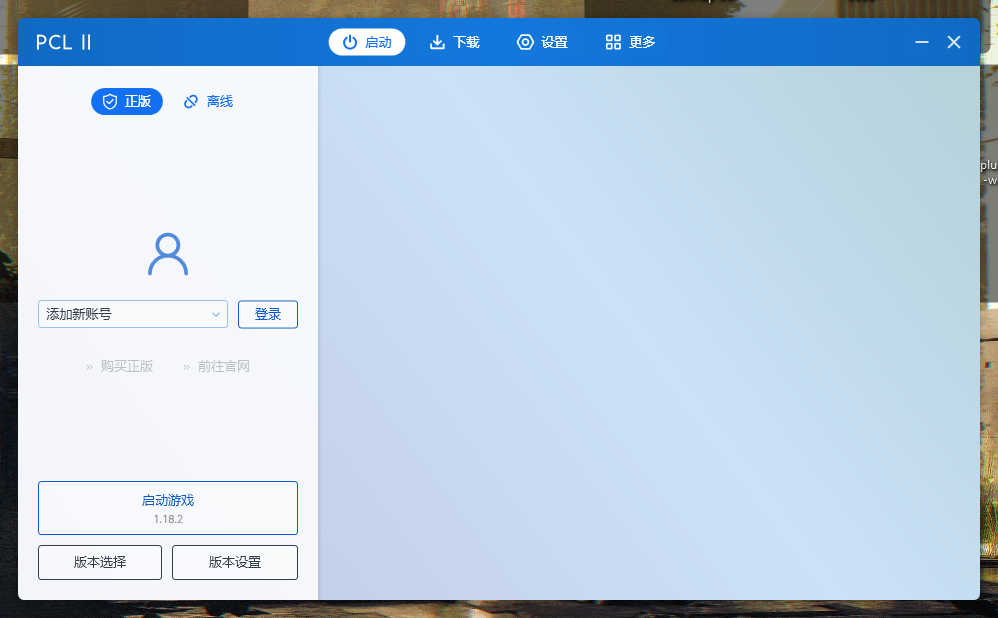 PCL II
启动
下载
设置
更多
正版
离线
添加新账号
登录
» 购买正版
» 前往官网
启动游戏
1.18.2
版本选择
版本设置
plu
-w